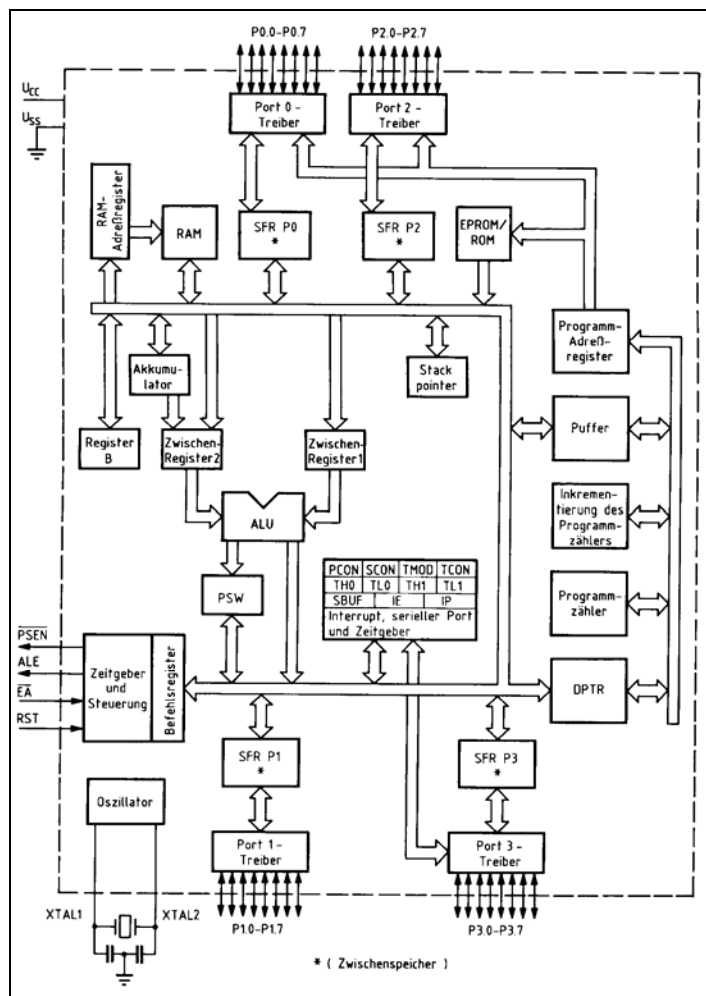 P0.0-P0.7
P2.0-P2.7
UCC
USS
Port 0 -
Treiber
Port 2 -
Treiber
RAM-
Adreßregister
RAM
SFR P0
*
SFR P2
*
EPROM/
ROM
Programm-
Adreß-
register
Akkumu-
lator
Stack
pointer
Register
B
Zwischen-
Register2
Zwischen-
Register1
Puffer
ALU
Inkremen-
tierung des
Programm-
zählers
PSW
PCON SCON TMOD TCON
TH0 TL0 TH1 TL1
SBUF IE IP
Interrupt, serieller Port
und Zeitgeber
Programm-
zähler
PSEN
ALE
EA
RST
Zeitgeber
und
Steuerung
Befehlsregister
DPTR
SFR P1
*
SFR P3
*
Oszillator
Port 1 -
Treiber
Port 3 -
Treiber
XTAL1
XTAL2
P1.0-P1.7
P3.0-P3.7
* ( Zwischenspeicher )